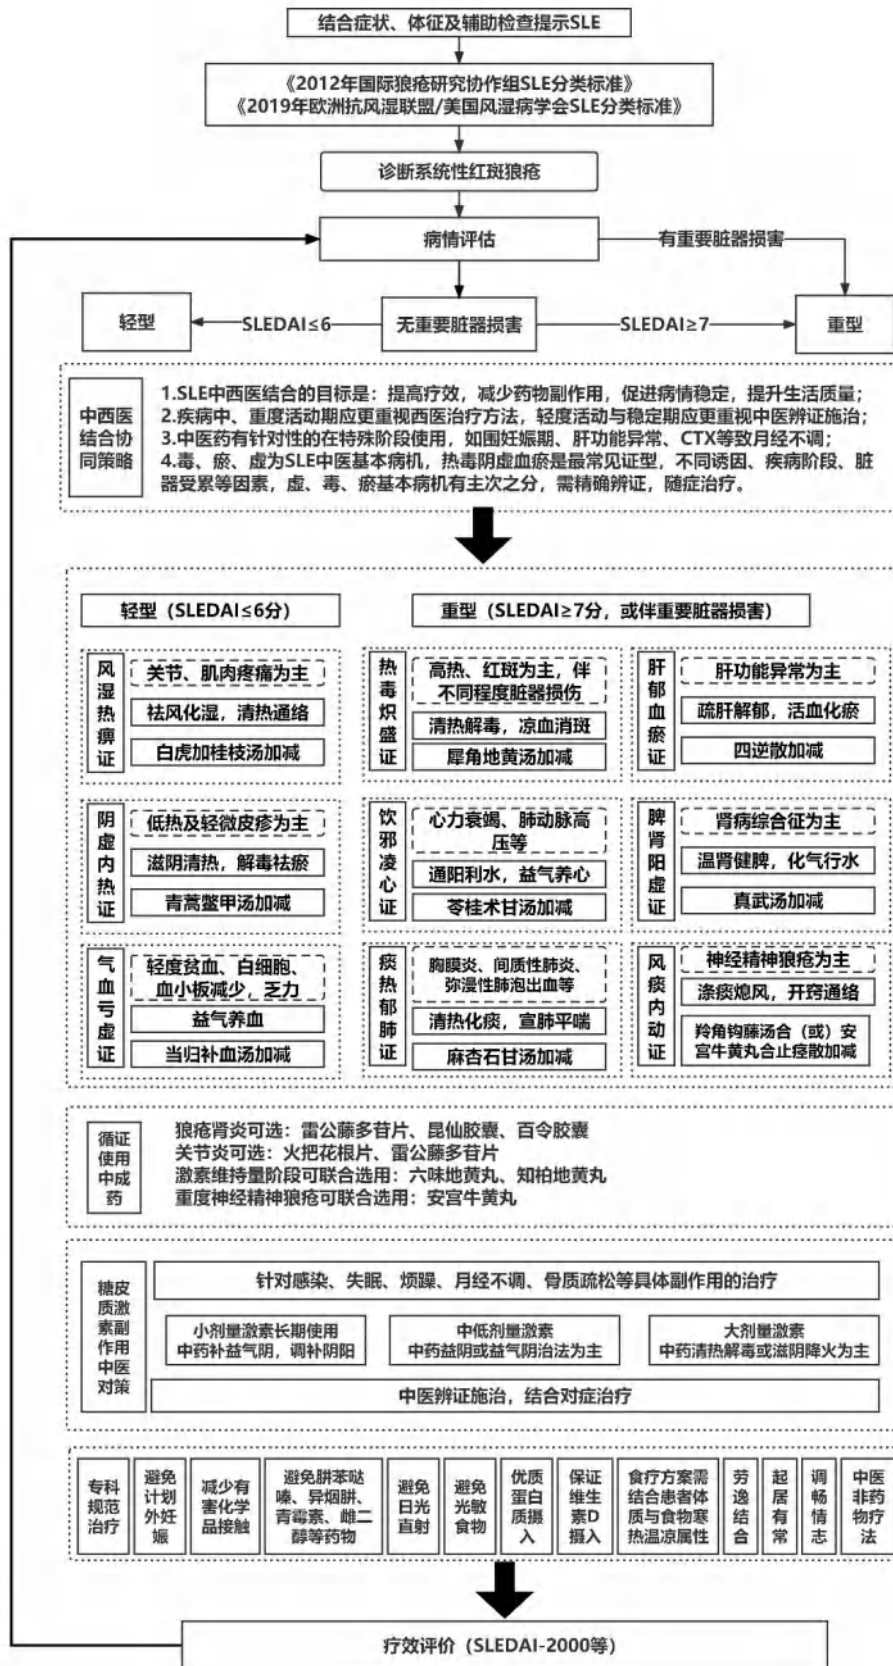 结合症状、体征及辅助检查提示SLE
《2012年国际狼疮研究协作组SLE分类标准》
《2019年欧洲抗风湿联盟/美国风湿病学会SLE分类标准》
诊断系统性红斑狼疮
病情评估
有重要脏器损害
轻型
SLEDAI≤6
无重要脏器损害
SLEDAI≥7
重型
中西医
结合协
同策略
1.SLE中西医结合的目标是：提高疗效，减少药物副作用，促进病情稳定，提升生活质量；
2.疾病中、重度活动期应更重视西医治疗方法，轻度活动与稳定期应更重视中医辨证施治；
3.中医药有针对性的在特殊阶段使用，如围妊娠期、肝功能异常、CTX等致月经不调；
4.毒、瘀、虚为SLE中医基本病机，热毒阴虚血瘀是最常见证型，不同诱因、疾病阶段、脏
器受累等因素，虚、毒、瘀基本病机有主次之分，需精确辨证，随症治疗。
轻型（SLEDAI≤6分）
重型（SLEDAI≥7分，或伴重要脏器损害）
风湿热痹证
关节、肌肉疼痛为主
祛风化湿，清热通络
白虎加桂枝汤加减
热毒炽盛证
高热、红斑为主，伴
不同程度脏器损伤
清热解毒，凉血消斑
犀角地黄汤加减
肝郁血瘀证
肝功能异常为主
疏肝解郁，活血化瘀
四逆散加减
阴虚内热证
低热及轻微皮疹为主
滋阴清热，解毒祛瘀
青蒿鳖甲汤加减
饮邪凌心证
心力衰竭、肺动脉高
压等
通阳利水，益气养心
苓桂术甘汤加减
脾肾阳虚证
肾病综合征为主
温肾健脾，化气行水
真武汤加减
气血亏虚证
轻度贫血、白细胞、
血小板减少，乏力
益气养血
当归补血汤加减
痰热郁肺证
胸膜炎、间质性肺炎、
弥漫性肺泡出血等
清热化痰，宣肺平喘
麻杏石甘汤加减
风痰内动证
神经精神狼疮为主
涤痰熄风，开窍通络
羚角钩藤汤合（或）安
宫牛黄丸合止痉散加减
循证
使用
中成
药
狼疮肾炎可选：雷公藤多苷片、昆仙胶囊、百令胶囊
关节炎可选：火把花根片、雷公藤多苷片
激素维持量阶段可联合选用：六味地黄丸、知柏地黄丸
重度神经精神狼疮可联合选用：安宫牛黄丸
糖皮
质激
素副
作用
中医
对策
针对感染、失眠、烦躁、月经不调、骨质疏松等具体副作用的治疗
小剂量激素长期使用
中药补益气阴，调补阴阳
中低剂量激素
中药益阴或益气阴治法为主
大剂量激素
中药清热解毒或滋阴降火为主
中医辨证施治，结合对症治疗
专科
规范
治疗
避免
计划
外妊
娠
减少有
害化学
品接触
避免肼苯哒
嗪、异烟肼、
青霉素、雌二
醇等药物
避免
日光
直射
避免
光敏
食物
优质
蛋白
质摄
入
保证
维生
素D
摄入
食疗方案需
结合患者体
质与食物寒
热温凉属性
劳逸结合
起居有常
调畅情志
中医
非药
物疗
法
疗效评价（SLEDAI-2000等）